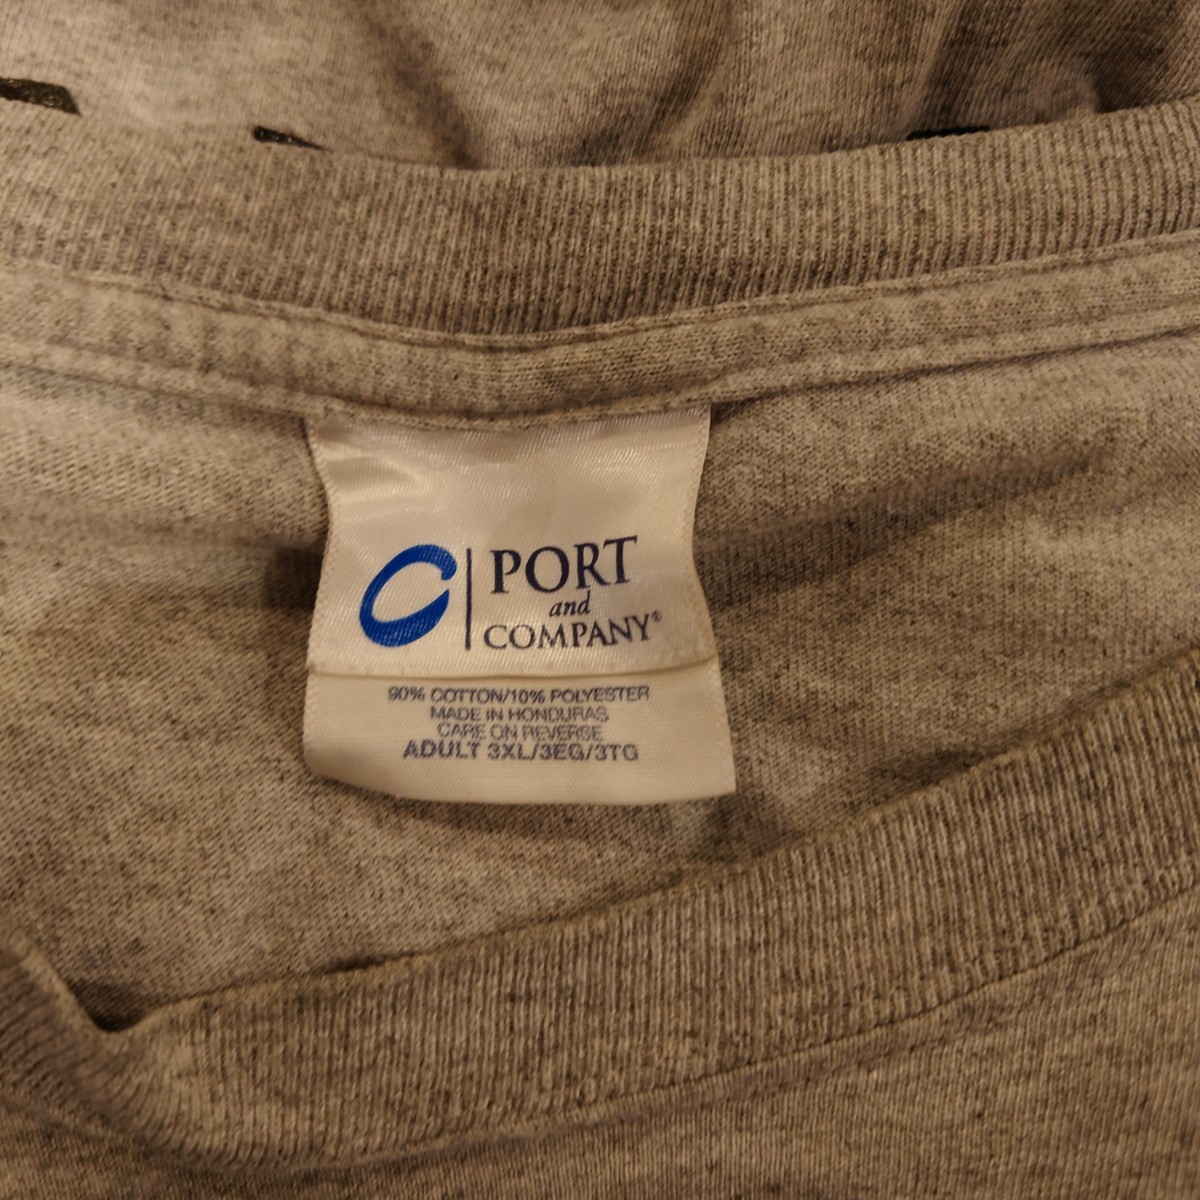 PORT
and
COMPANY®
90% COTTON/10% POLYESTER
MADE IN HONDURAS
CARE ON REVERSE
ADULT 3XL/3EG/3TG